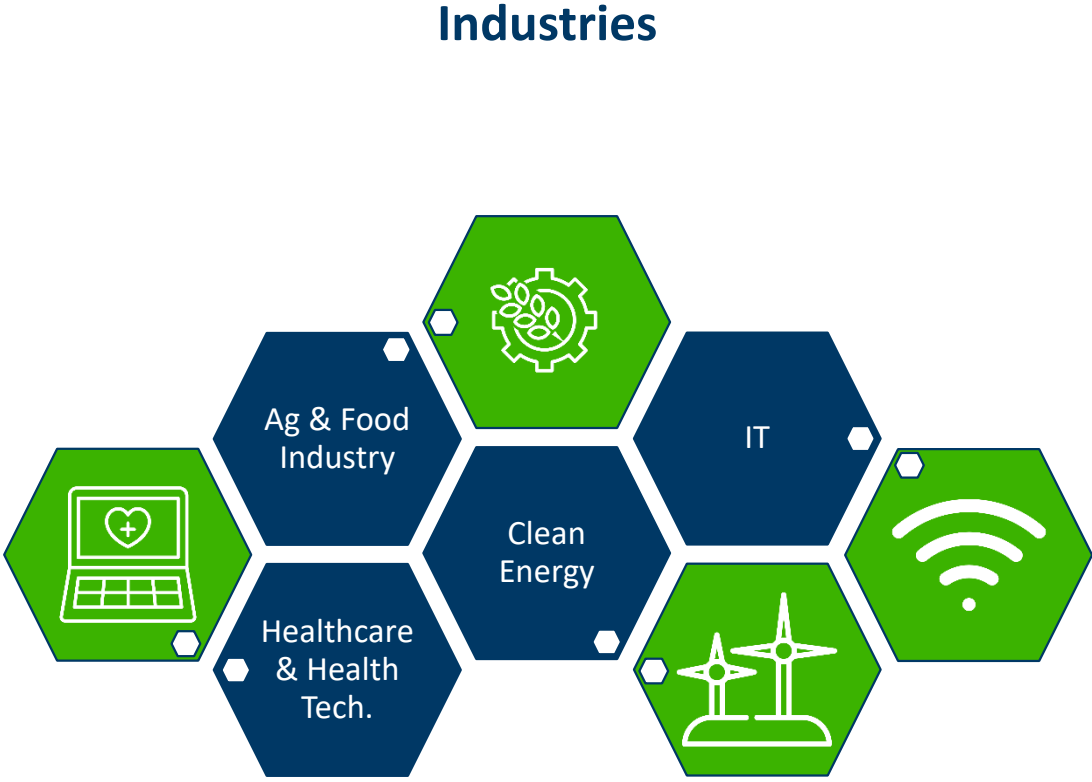 Industries
Ag & Food
Industry
IT
Clean
Energy
Healthcare
& Health
Tech.